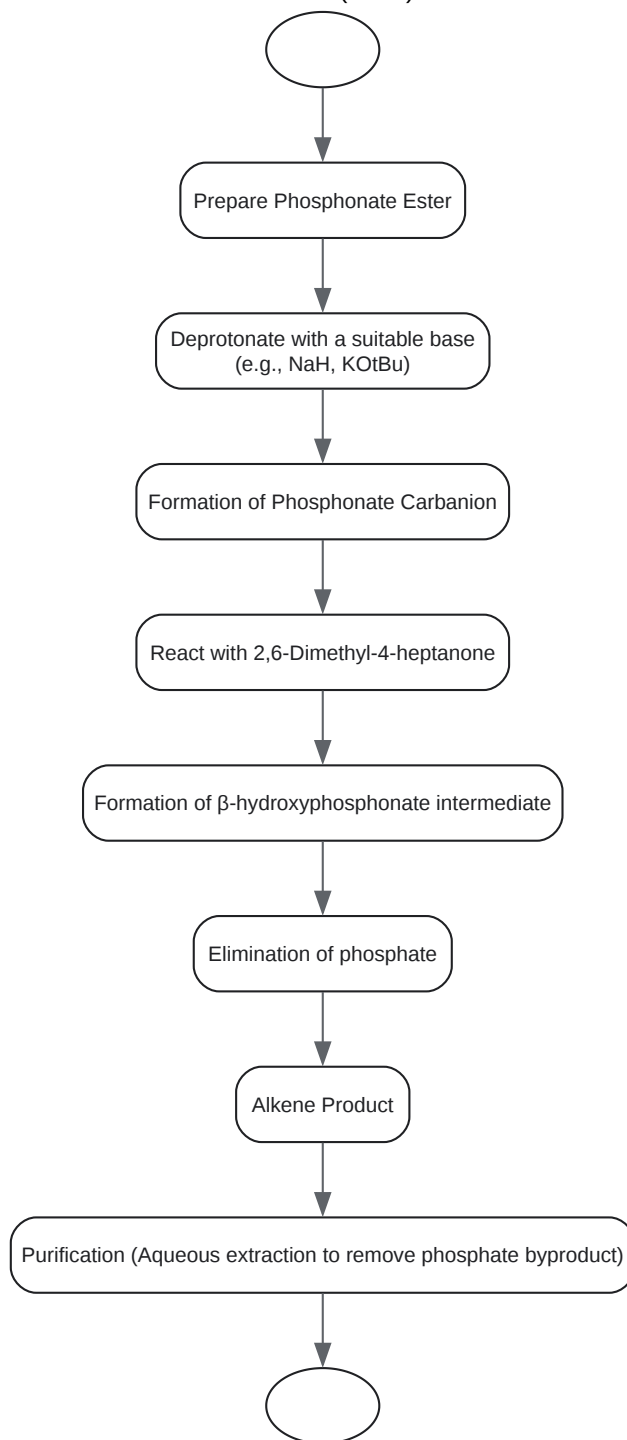 Prepare Phosphonate Ester
Deprotonate with a suitable base
(e.g., NaH, KOtBu)
Formation of Phosphonate Carbanion
React with 2,6-Dimethyl-4-heptanone
Formation of β-hydroxyphosphonate intermediate
Elimination of phosphate
Alkene Product
Purification (Aqueous extraction to remove phosphate byproduct)